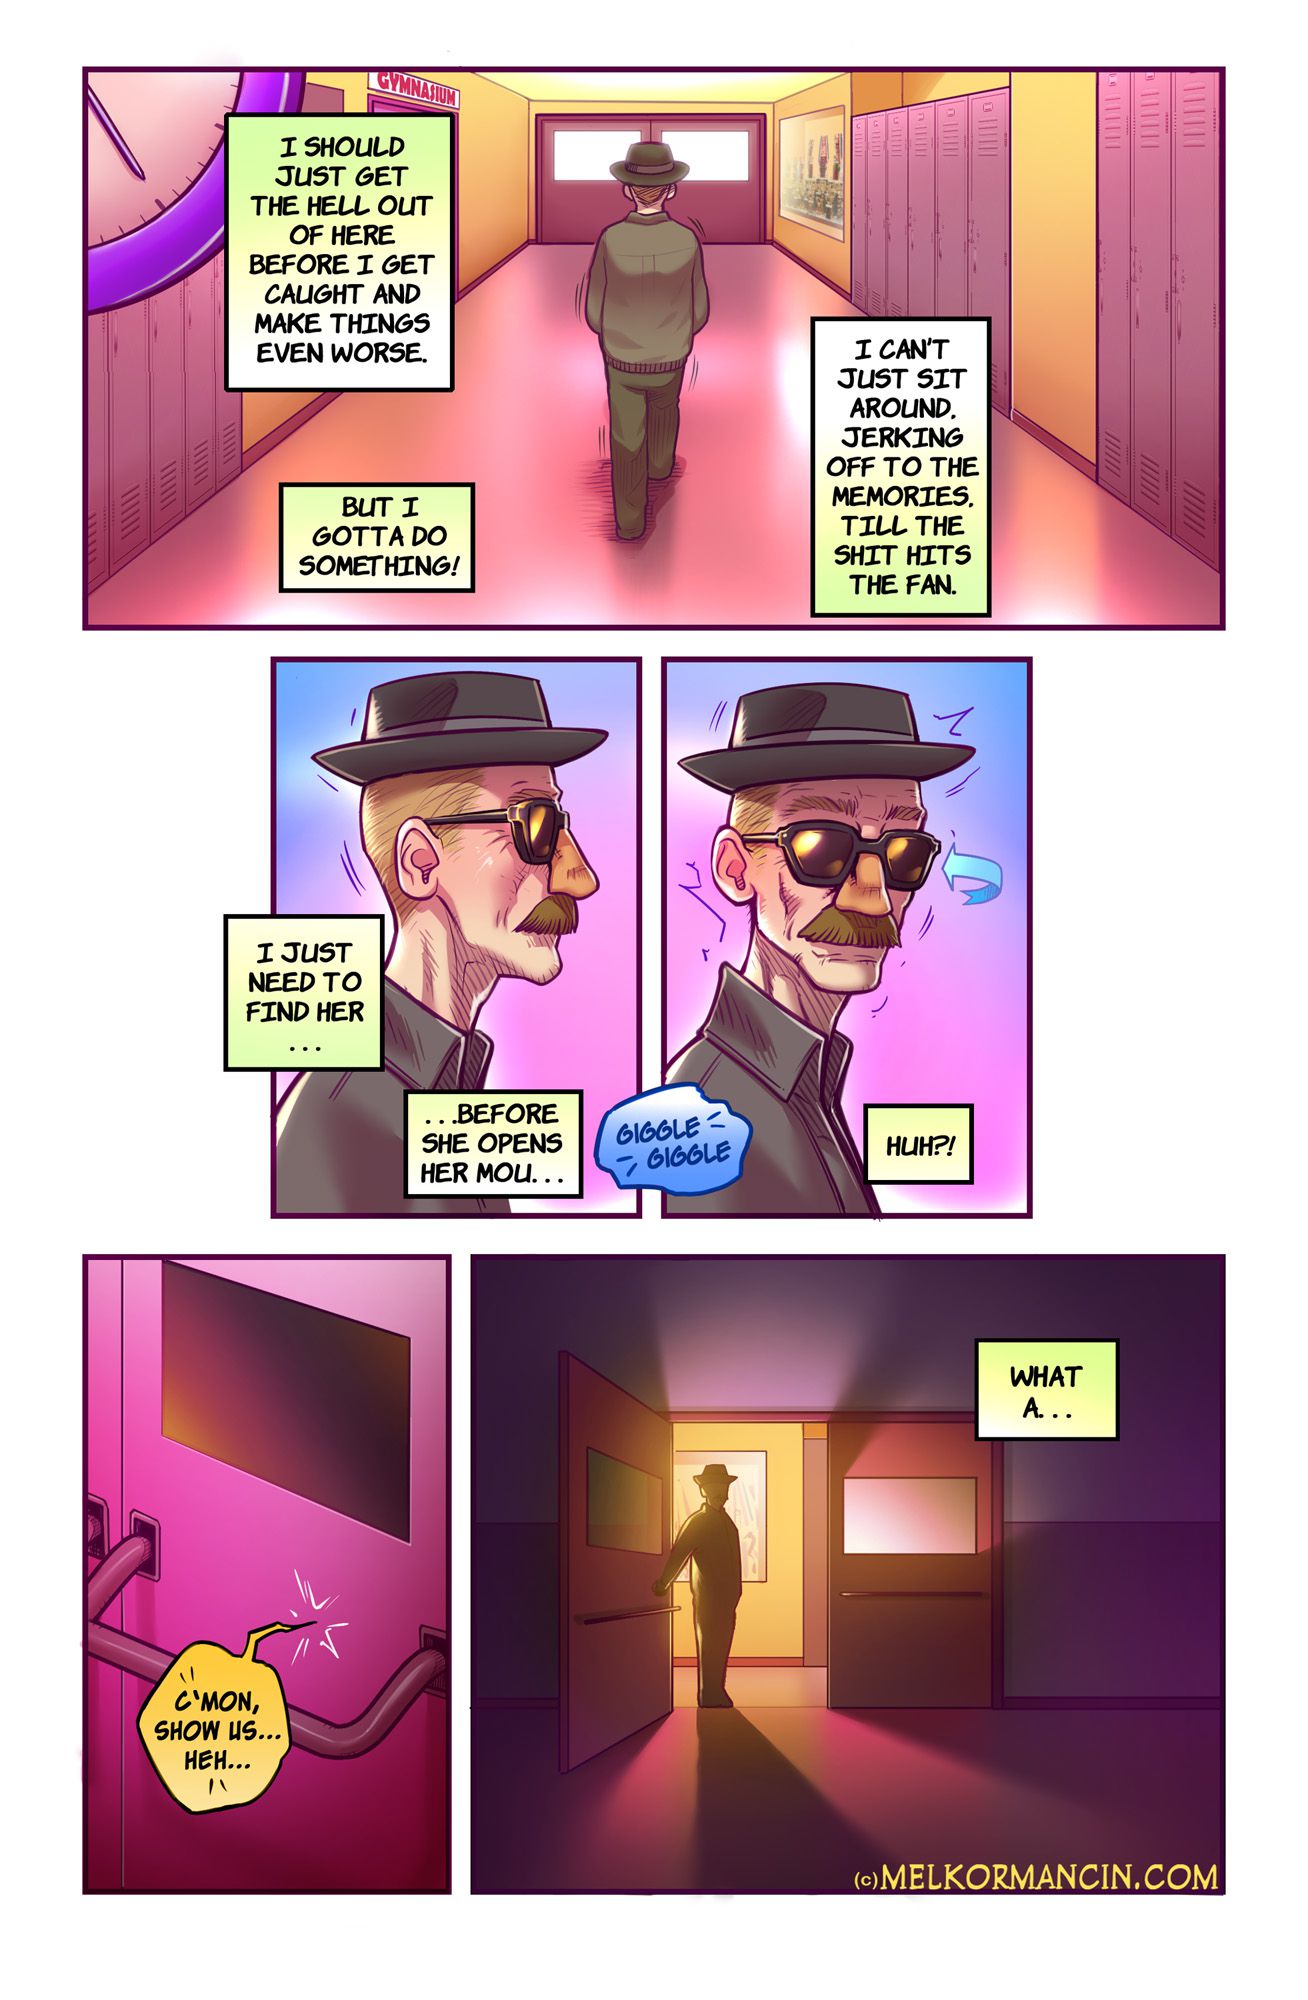 GYMNASIUM
I SHOULD
JUST GET
THE HELL OUT
OF HERE
BEFORE I GET
CAUGHT AND
MAKE THINGS
EVEN WORSE.
BUT I
GOTTA DO
SOMETHING!
I CAN'T
JUST SIT
AROUND,
JERKING
OFF TO THE
MEMORIES,
TILL THE
SHIT HITS
THE FAN.
I JUST
NEED TO
FIND HER
...
...BEFORE
SHE OPENS
HER MOU...
GIGGLE
GIGGLE
HUH?!
C'MON,
SHOW US...
HEH...
WHAT
A...
(C)MELKORMANCIN.COM